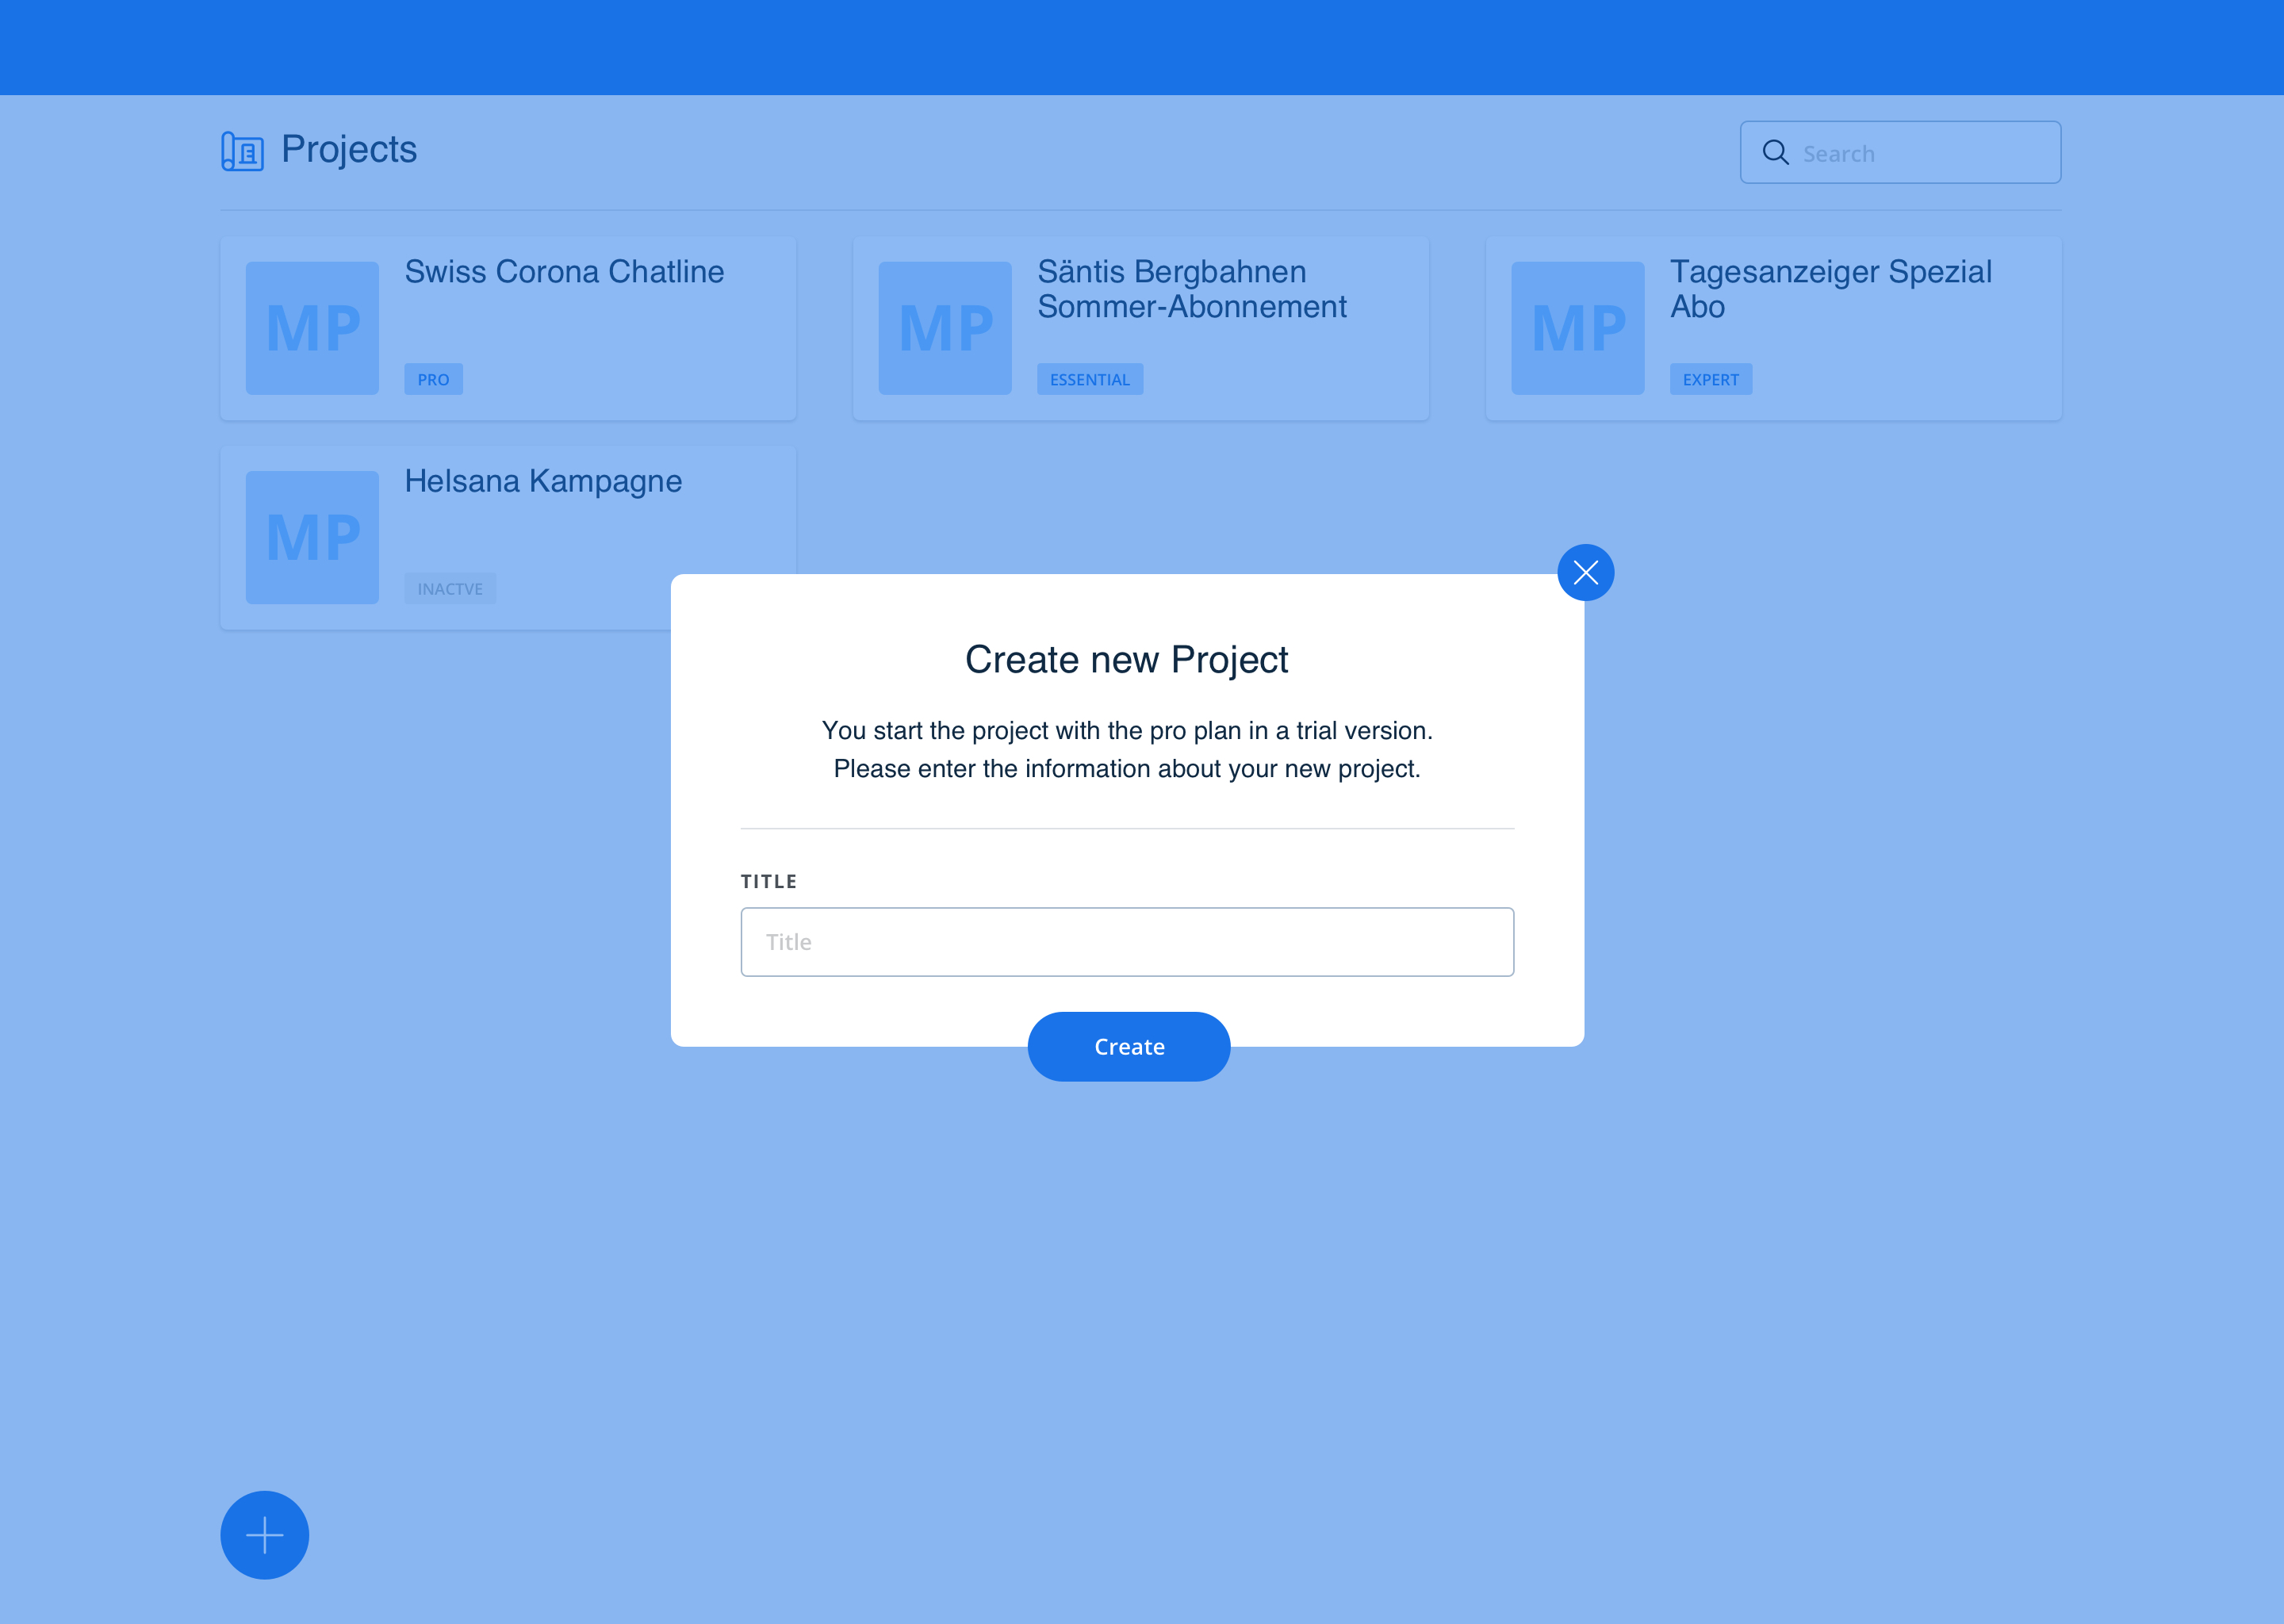 Projects
Search
MP
Swiss Corona Chatline
PRO
MP
Säntis Bergbahnen
Sommer-Abonnement
ESSENTIAL
MP
Tagesanzeiger Spezial
Abo
EXPERT
MP
Helsana Kampagne
INACTVE
Create new Project
You start the project with the pro plan in a trial version.
Please enter the information about your new project.
TITLE
Title
Create